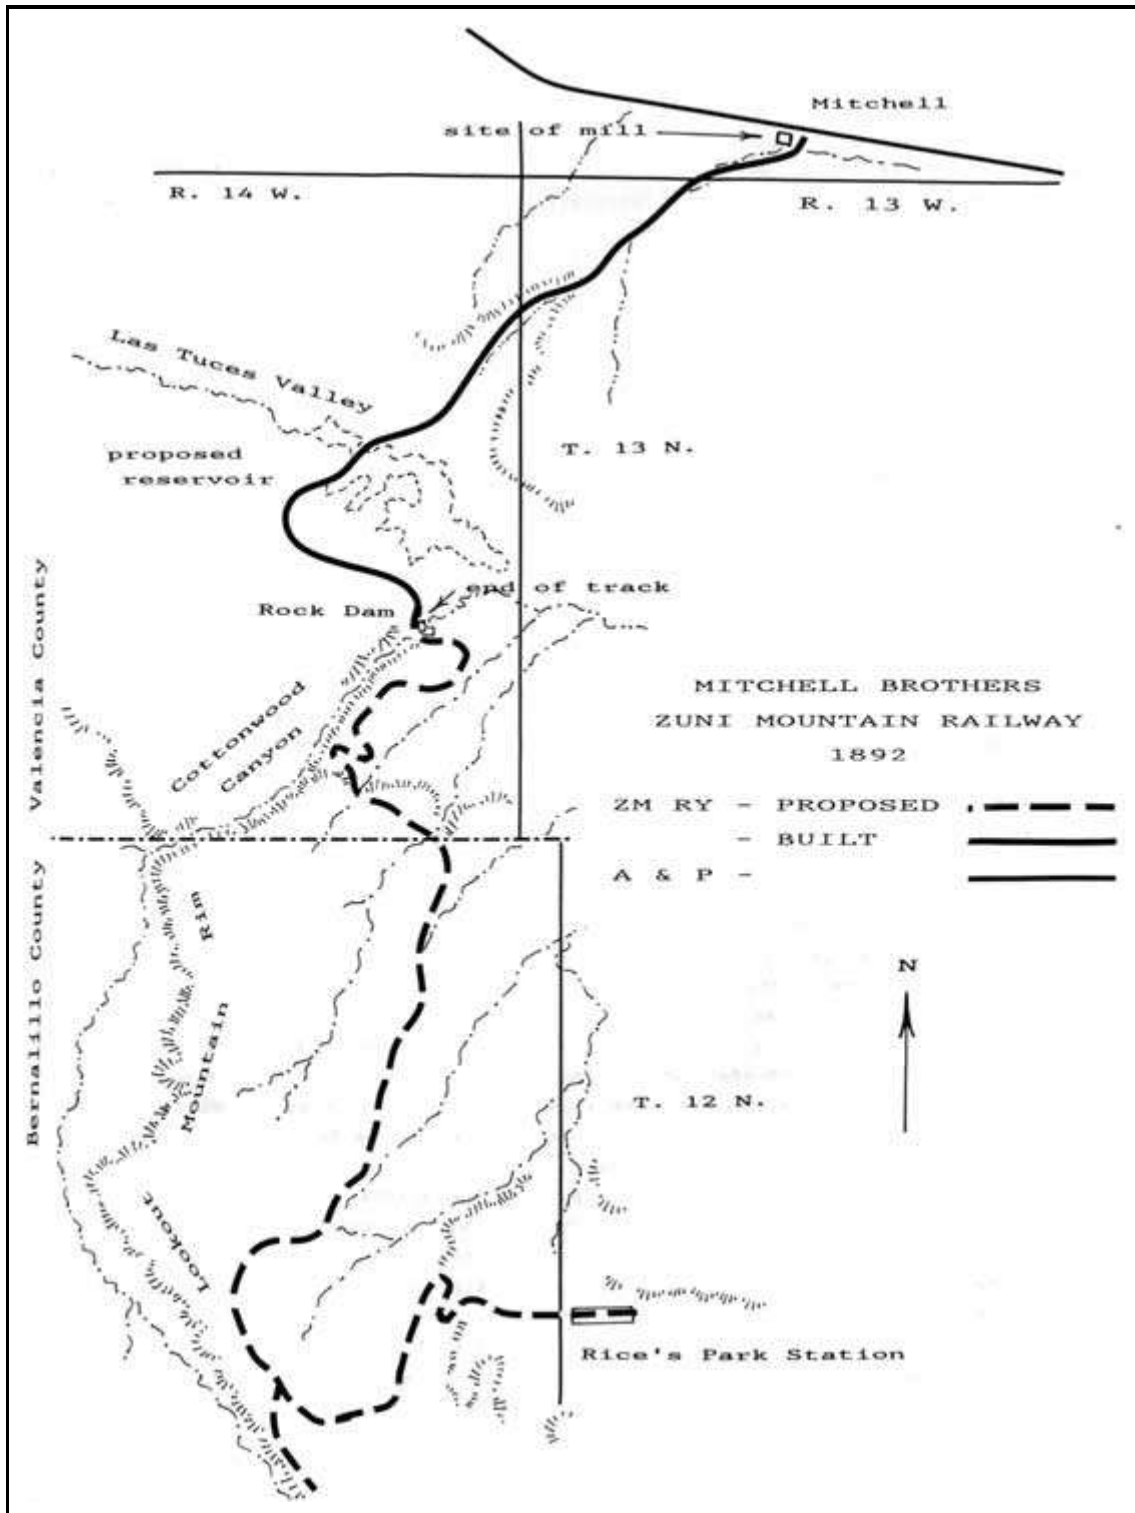 Mitchell
site of mill
R. 14 W.
R. 13 W.
Las Tuces Valley
T. 13 N.
proposed
reservoir
end of track
Rock Dam
Valencia County
Cottonwood
Canyon
MITCHELL BROTHERS
ZUNI MOUNTAIN RAILWAY
1892
ZM RY - PROPOSED
- BUILT
A & P -
Bernalillo County
Rim
Mountain
Lookout
N
T. 12 N.
Rice's Park Station